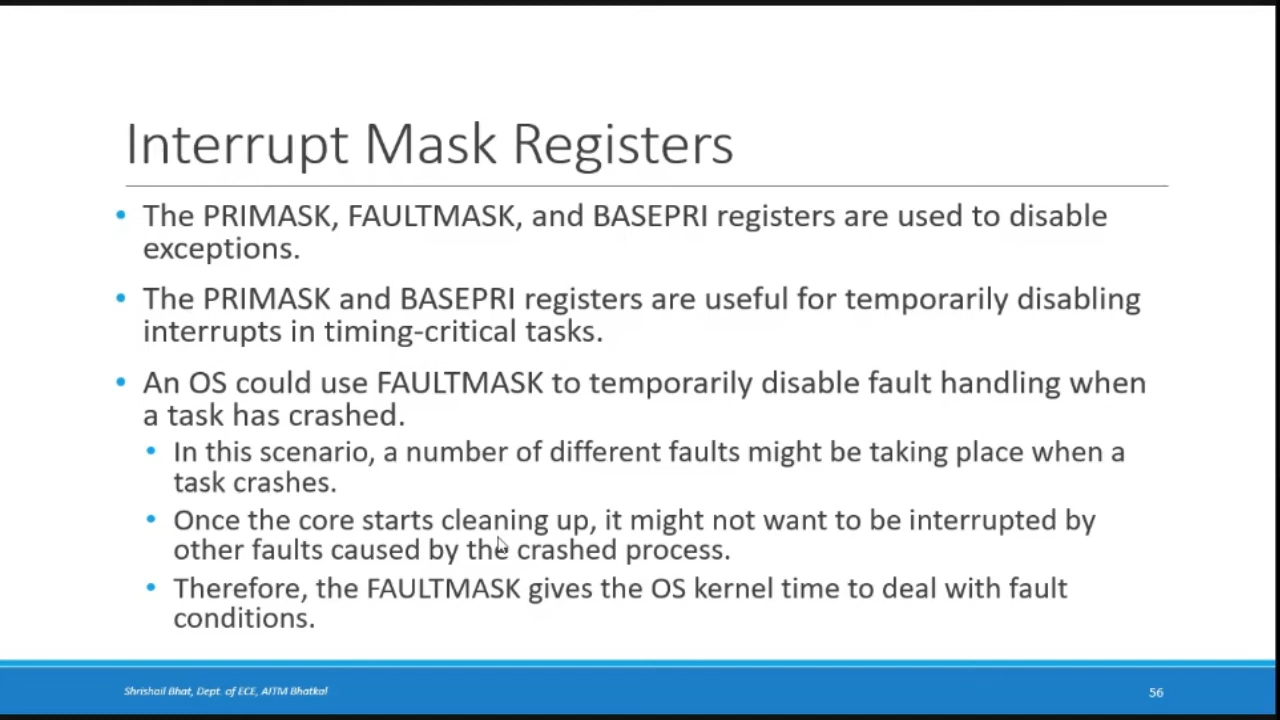 Interrupt Mask Registers
• The PRIMASK, FAULTMASK, and BASEPRI registers are used to disable
exceptions.
• The PRIMASK and BASEPRI registers are useful for temporarily disabling
interrupts in timing-critical tasks.
• An OS could use FAULTMASK to temporarily disable fault handling when
a task has crashed.
• In this scenario, a number of different faults might be taking place when a
task crashes.
• Once the core starts cleaning up, it might not want to be interrupted by
other faults caused by the crashed process.
• Therefore, the FAULTMASK gives the OS kernel time to deal with fault
conditions.
Shrishail Bhat, Dept. of ECE, AITM Bhatkal
56